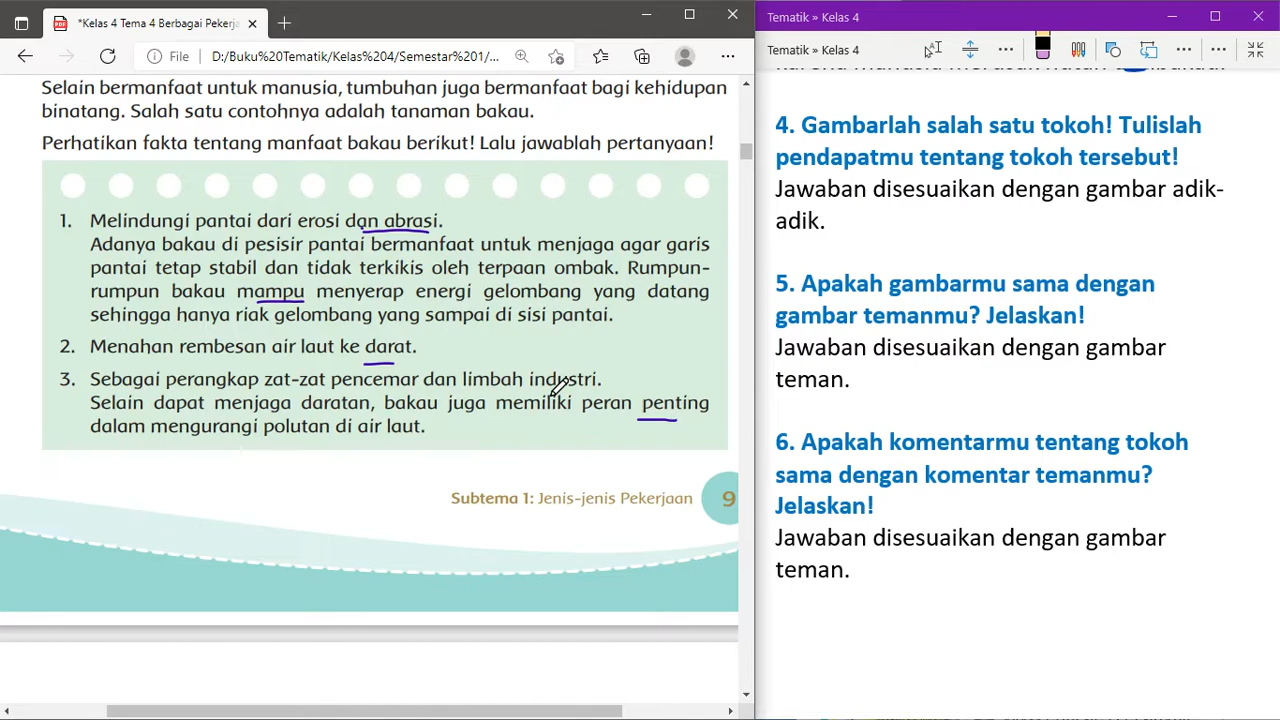 *Kelas 4 Tema 4 Berbagai Pekerja
File
D:/Buku%20Tematik/Kelas%204/Semestar%201/...
Selain bermanfaat untuk manusia, tumbuhan juga bermanfaat bagi kehidupan
binatang. Salah satu contohnya adalah tanaman bakau.
Perhatikan fakta tentang manfaat bakau berikut! Lalu jawablah pertanyaan!
1. Melindungi pantai dari erosi dan abrasi.
Adanya bakau di pesisir pantai bermanfaat untuk menjaga agar garis
pantai tetap stabil dan tidak terkikis oleh terpaan ombak. Rumpun-
rumpun bakau mampu menyerap energi gelombang yang datang
sehingga hanya riak gelombang yang sampai di sisi pantai.
2. Menahan rembesan air laut ke darat.
3. Sebagai perangkap zat-zat pencemar dan limbah industri.
Selain dapat menjaga daratan, bakau juga memiliki peran penting
dalam mengurangi polutan di air laut.
Subtema 1: Jenis-jenis Pekerjaan
9
Tematik » Kelas 4
Tematik » Kelas 4
4. Gambarlah salah satu tokoh! Tulislah
pendapatmu tentang tokoh tersebut!
Jawaban disesuaikan dengan gambar adik-
adik.
5. Apakah gambarmu sama dengan
gambar temanmu? Jelaskan!
Jawaban disesuaikan dengan gambar
teman.
6. Apakah komentarmu tentang tokoh
sama dengan komentar temanmu?
Jelaskan!
Jawaban disesuaikan dengan gambar
teman.